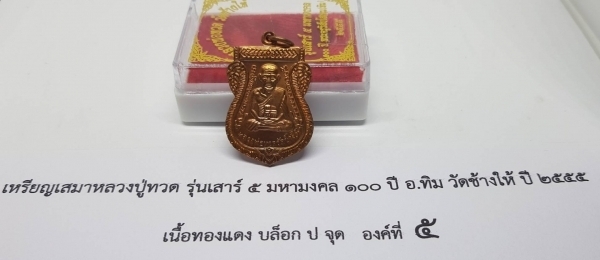 เหรียญเสมาหลวงปู่ทวด รุ่นเสาร์ ๕ มหามงคล ๑๐๐ ปี อ.ทิม วัดช้างให้ ปี ๒๕๕๕
เนื้อทองแดง บล็อก ป จุด องค์ที่ ๕